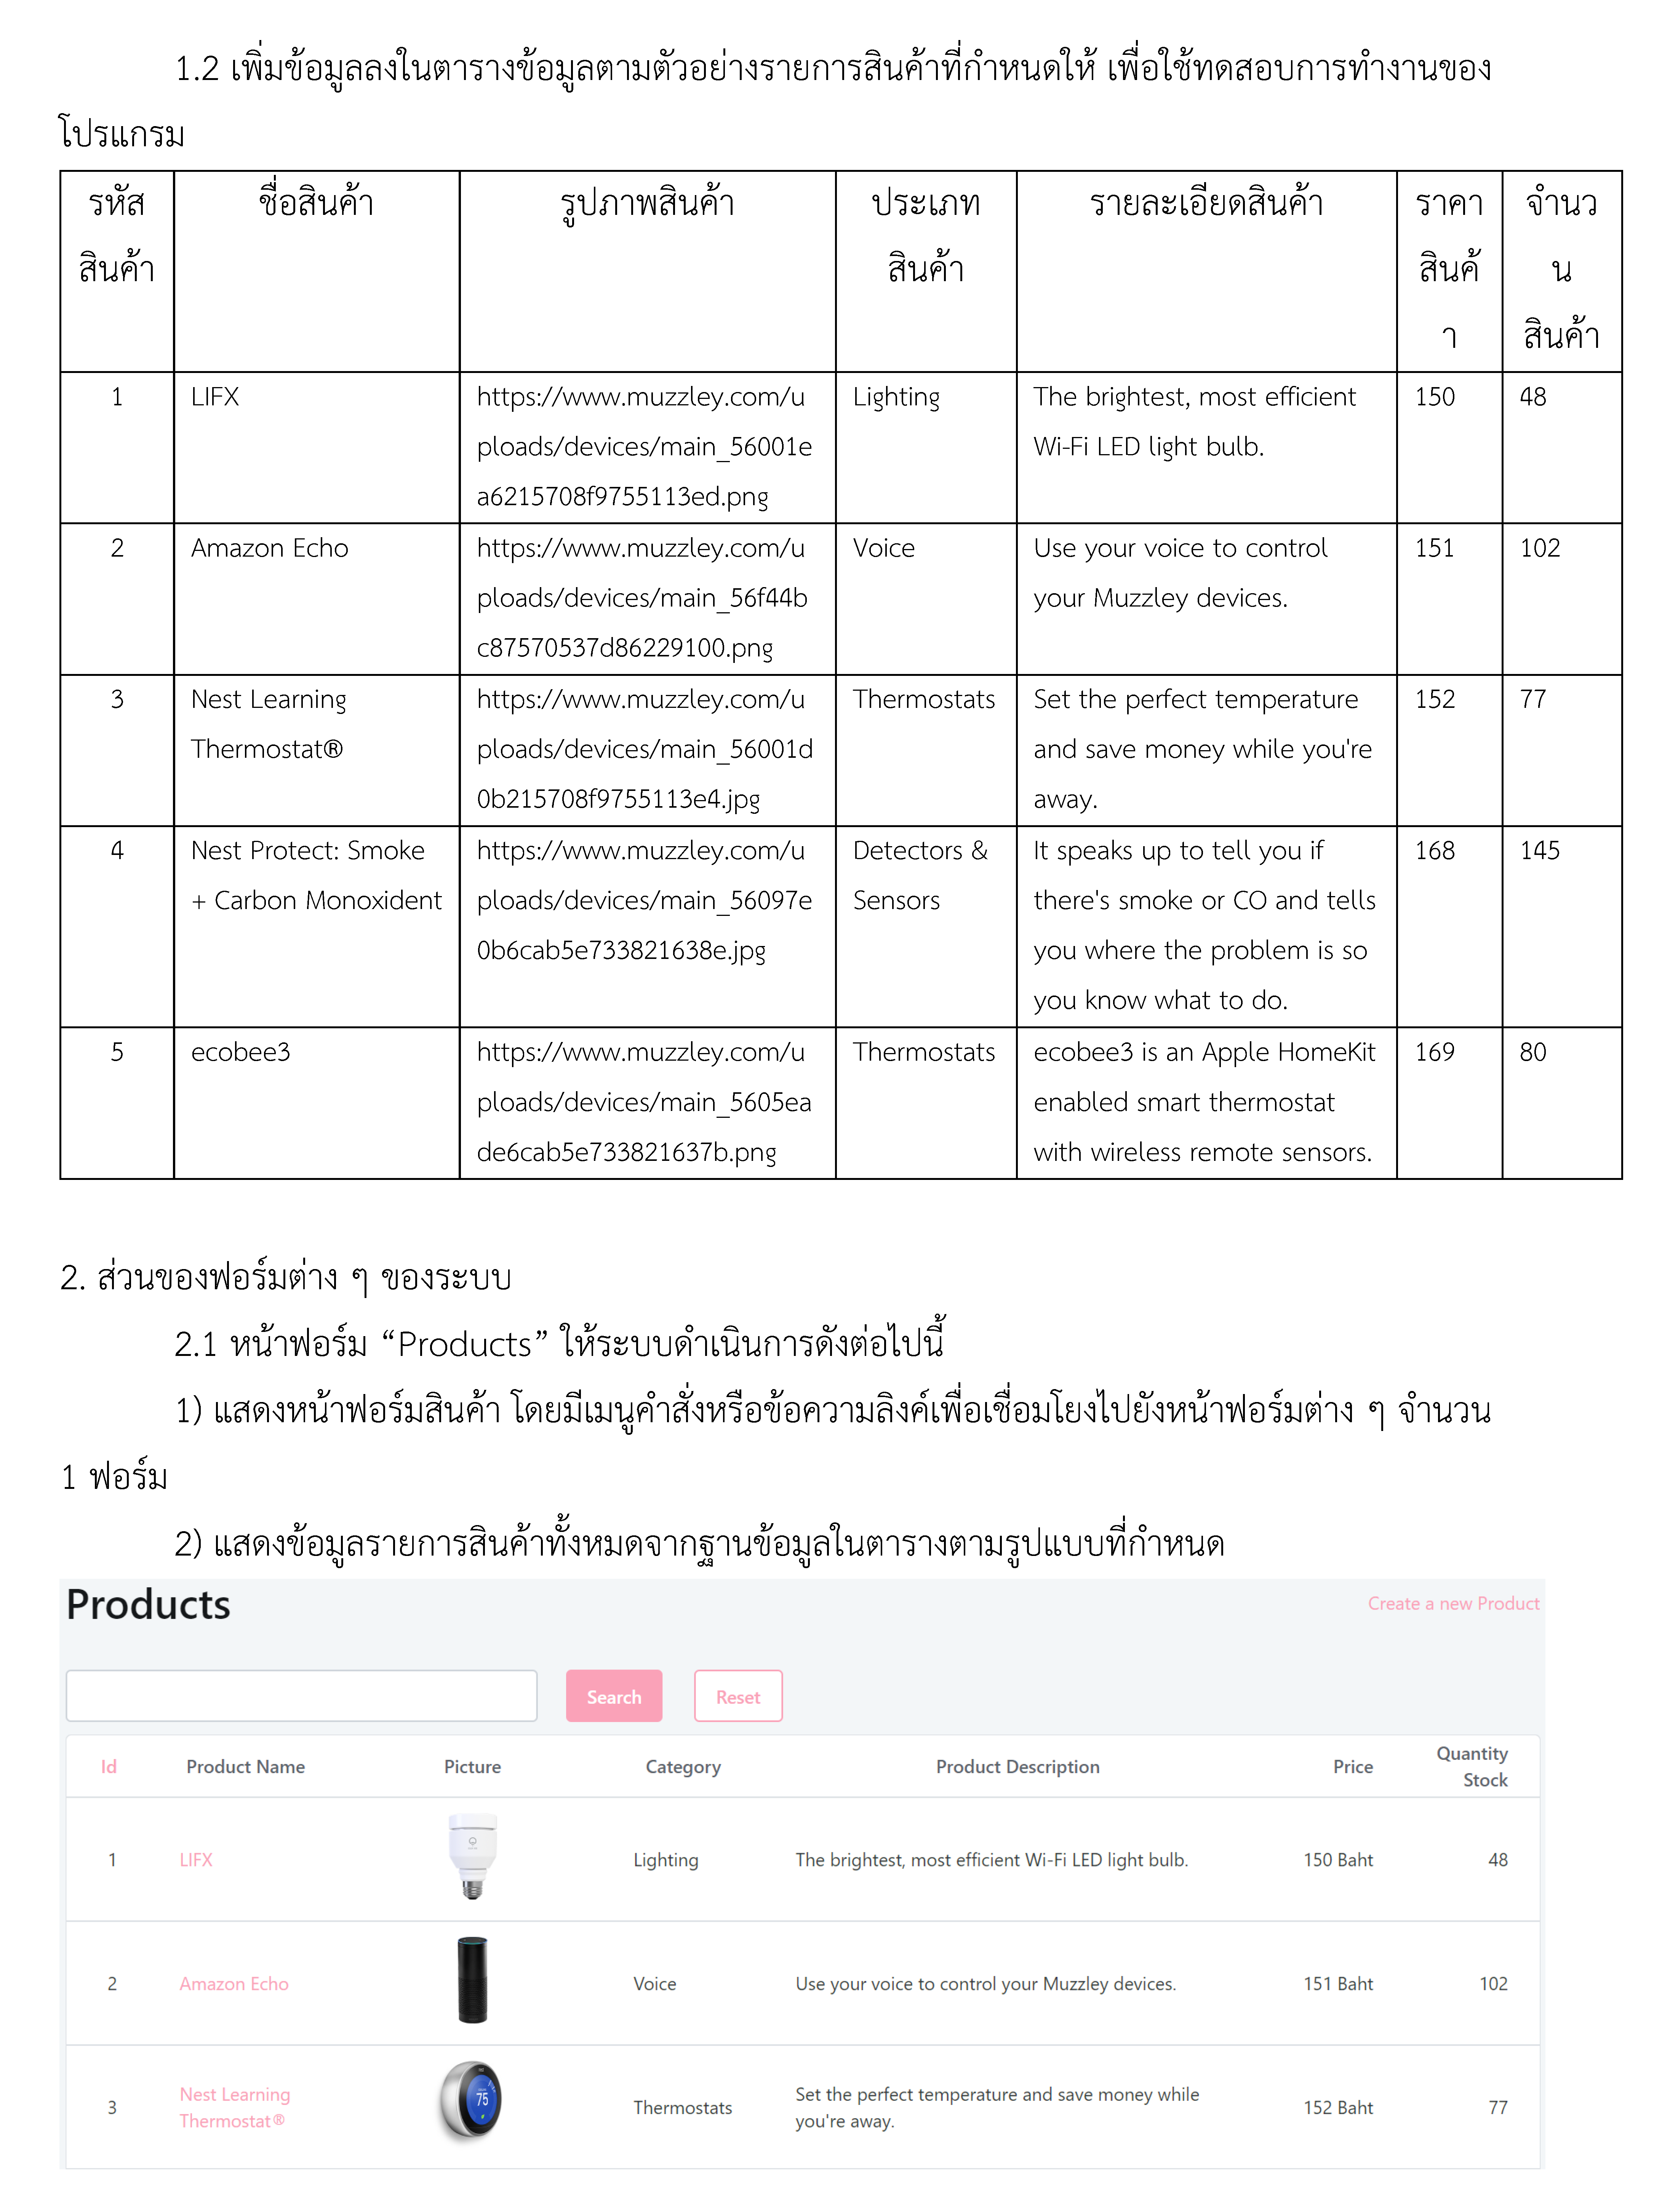 1.2 เพิ่มข้อมูลลงในตารางข้อมูลตามตัวอย่างรายการสินค้าที่กำหนดให้ เพื่อใช้ทดสอบการทำงานของ
โปรแกรม
รหัส ชื่อสินค้า รูปภาพสินค้า ประเภท รายละเอียดสินค้า ราคา จำนว
สินค้า สินค้า สินค้ น
า สินค้า
1 LIFX https://www.muzzley.com/u Lighting The brightest, most efficient 150 48
ploads/devices/main_56001e Wi-Fi LED light bulb.
a6215708f9755113ed.png
2 Amazon Echo https://www.muzzley.com/u Voice Use your voice to control 151 102
ploads/devices/main_56f44b your Muzzley devices.
c87570537d86229100.png
3 Nest Learning https://www.muzzley.com/u Thermostats Set the perfect temperature 152 77
Thermostat® ploads/devices/main_56001d and save money while you're
0b215708f9755113e4.jpg away.
4 Nest Protect: Smoke https://www.muzzley.com/u Detectors & It speaks up to tell you if 168 145
+ Carbon Monoxident ploads/devices/main_56097e Sensors there's smoke or CO and tells
0b6cab5e733821638e.jpg you where the problem is so
you know what to do.
5 ecobee3 https://www.muzzley.com/u Thermostats ecobee3 is an Apple HomeKit 169 80
ploads/devices/main_5605ea enabled smart thermostat
de6cab5e733821637b.png with wireless remote sensors.
2. ส่วนของฟอร์มต่าง ๆ ของระบบ
2.1 หน้าฟอร์ม “Products” ให้ระบบดำเนินการดังต่อไปนี้
1) แสดงหน้าฟอร์มสินค้า โดยมีเมนูคำสั่งหรือข้อความลิงค์เพื่อเชื่อมโยงไปยังหน้าฟอร์มต่าง ๆ จำนวน
1 ฟอร์ม
2) แสดงข้อมูลรายการสินค้าทั้งหมดจากฐานข้อมูลในตารางตามรูปแบบที่กำหนด
Products Create a new Product
Search Reset
Id Product Name Picture Category Product Description Price Quantity
Stock
1 LIFX Lighting The brightest, most efficient Wi-Fi LED light bulb. 150 Baht 48
2 Amazon Echo Voice Use your voice to control your Muzzley devices. 151 Baht 102
3 Nest Learning 75 Thermostats Set the perfect temperature and save money while 152 Baht 77
Thermostat® you're away.